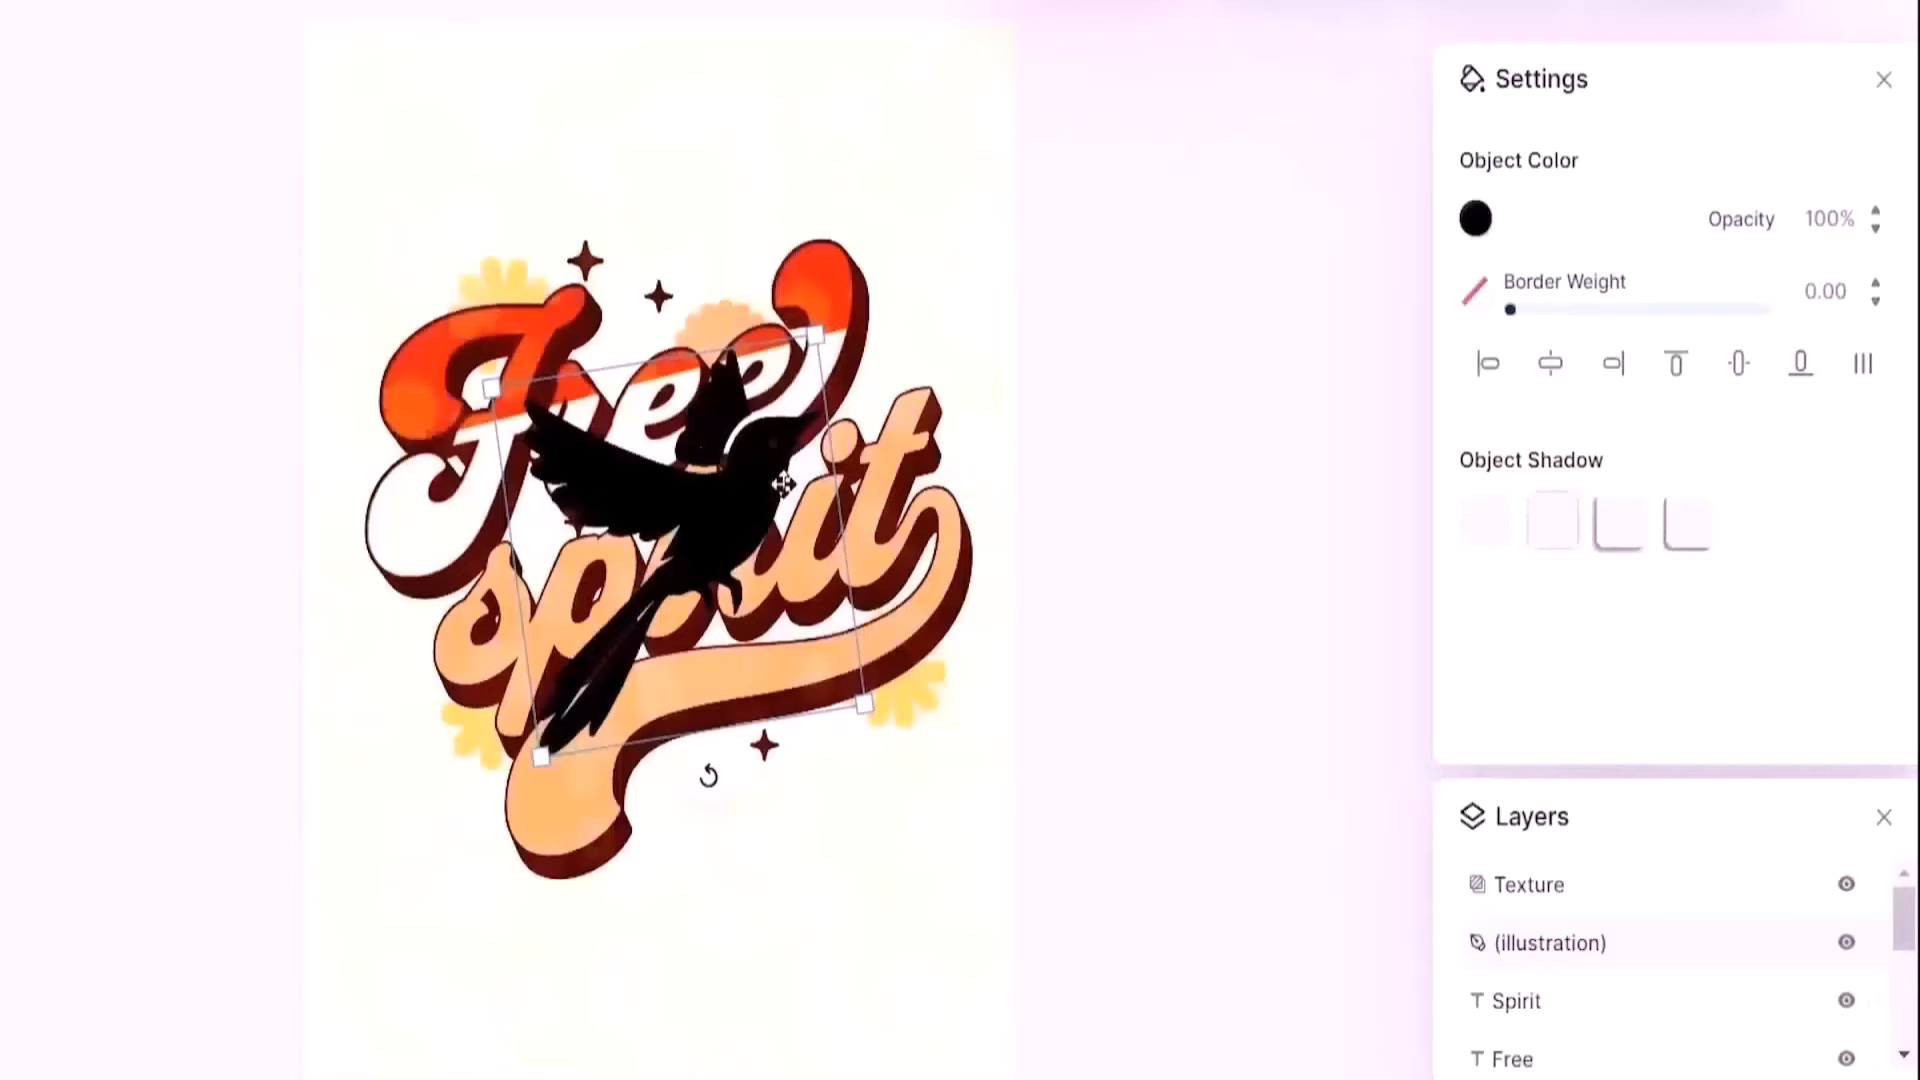 Free
spirit
Settings
Object Color
Opacity 100%
Border Weight 0.00
Object Shadow
Layers
Texture
(illustration)
Spirit
Free